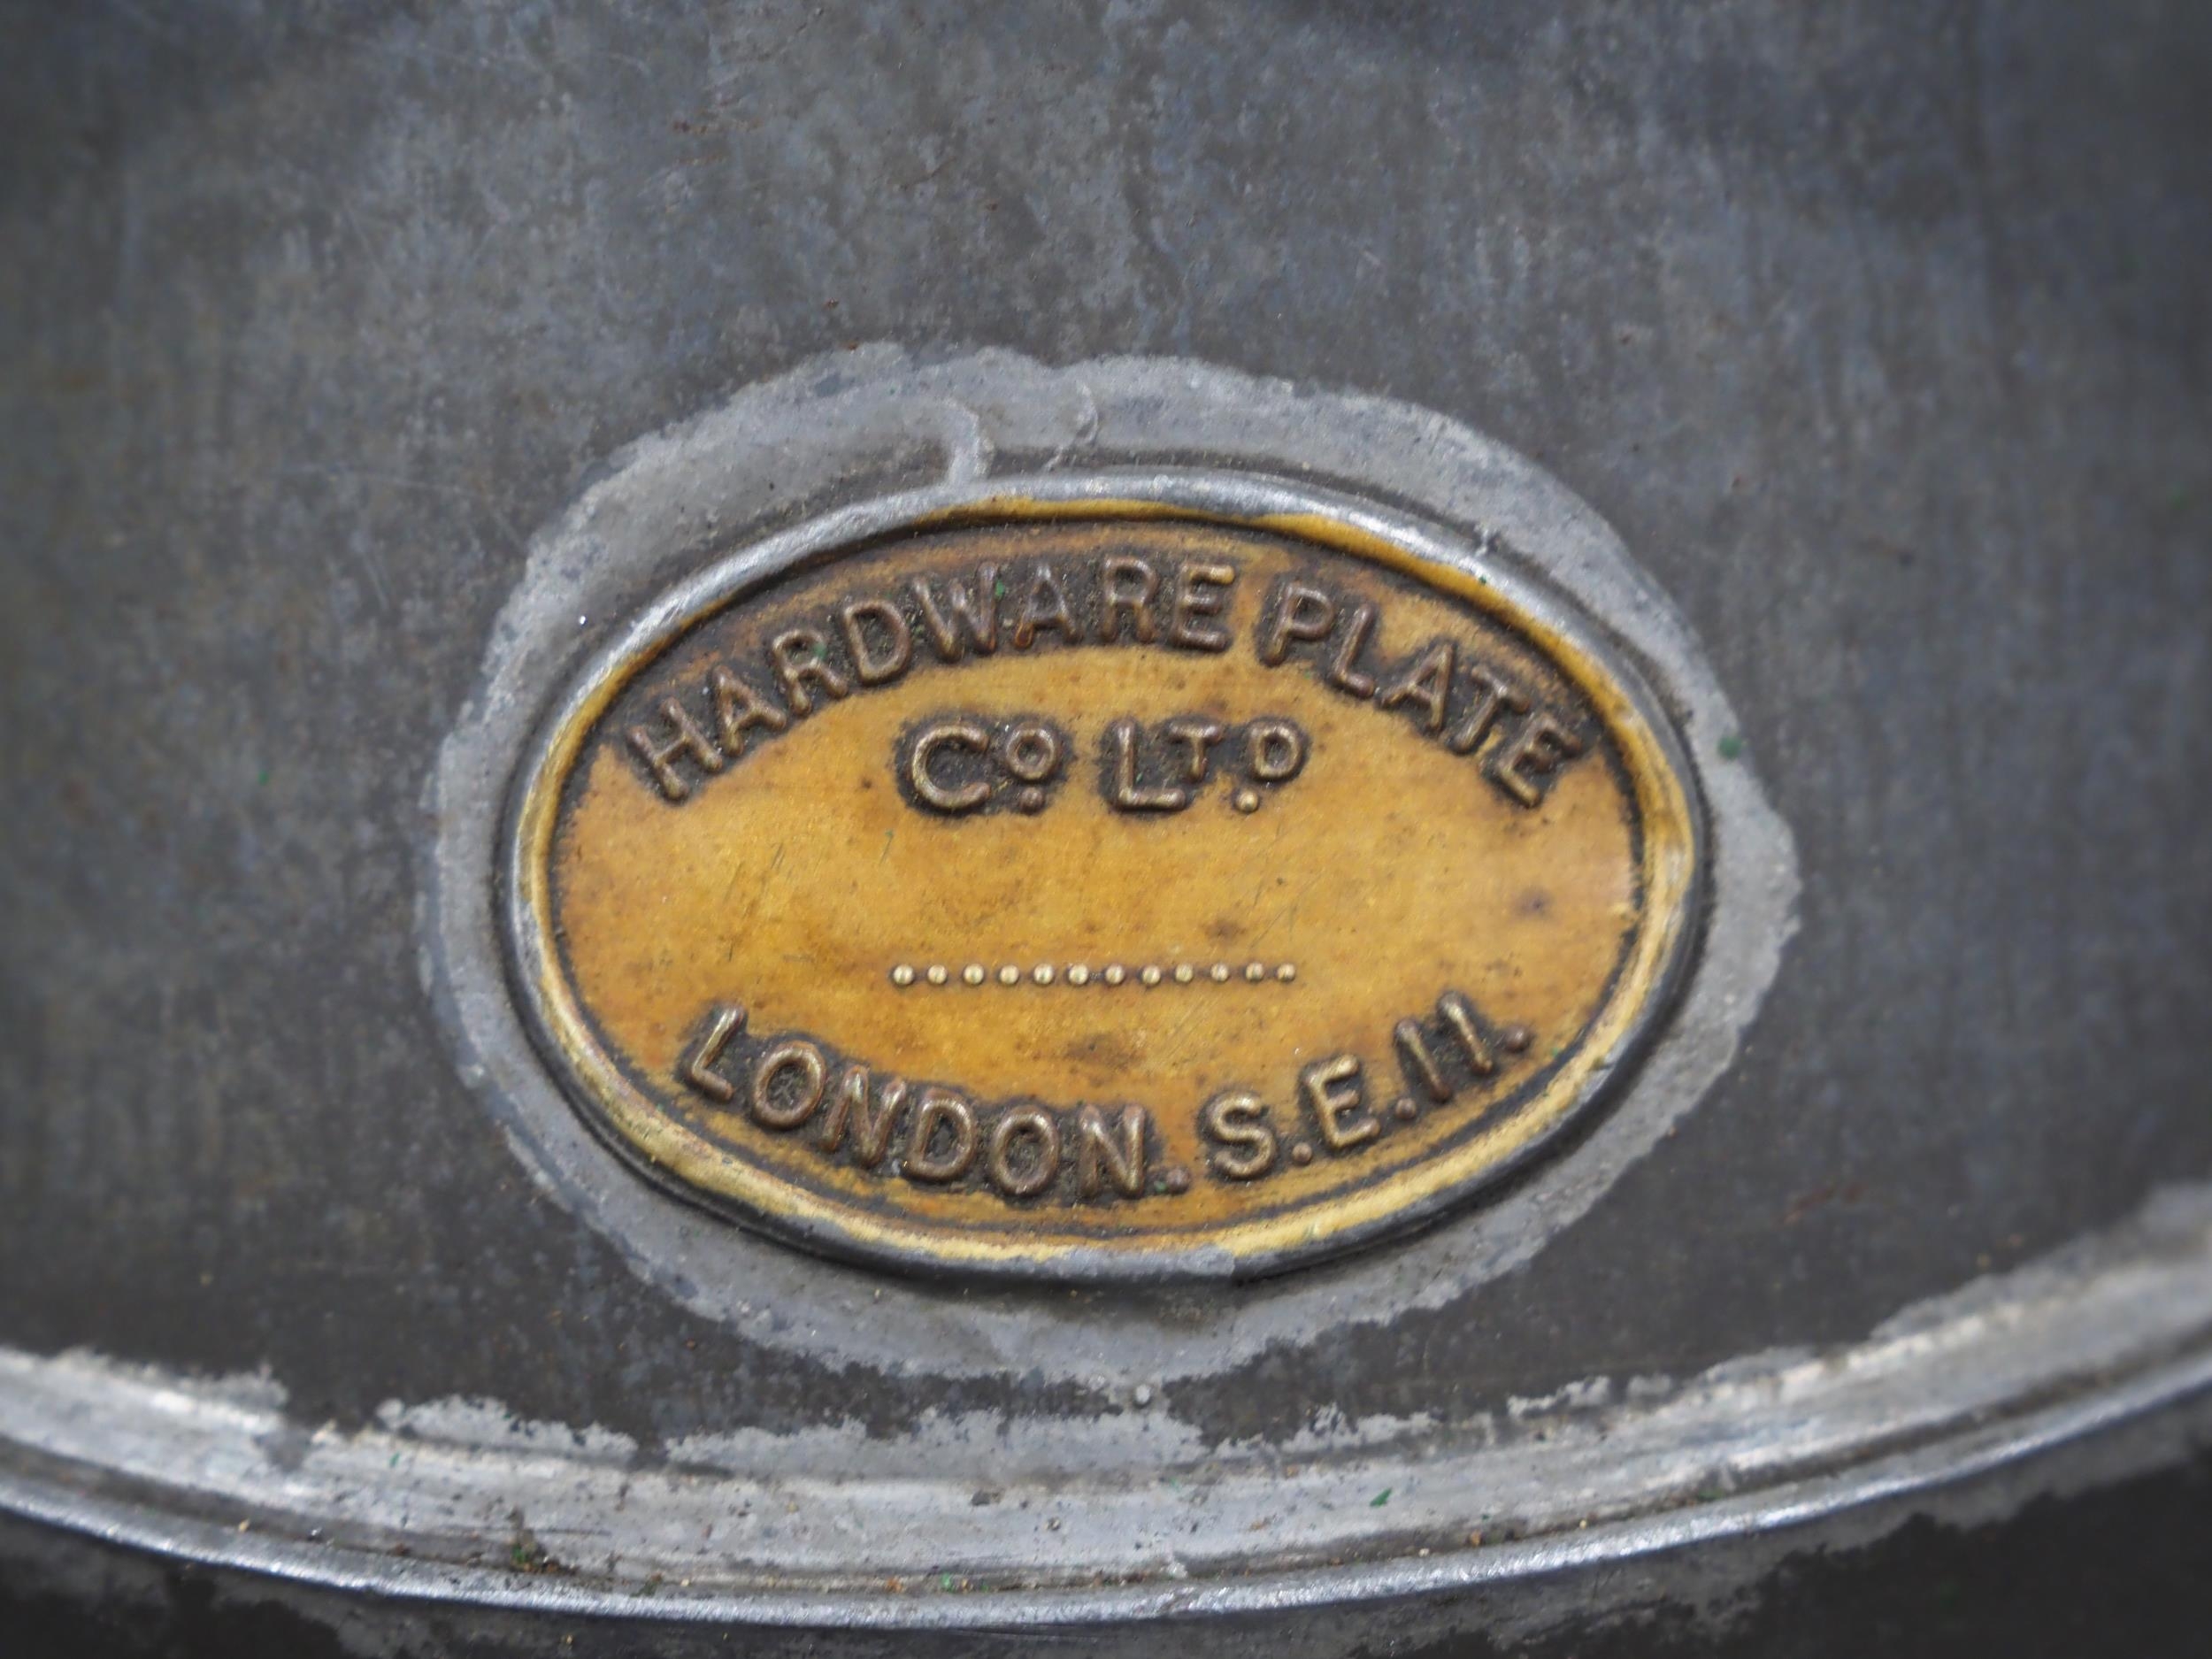 HARDWARE PLATE
Co. LTD.
............
LONDON. S.E.11.